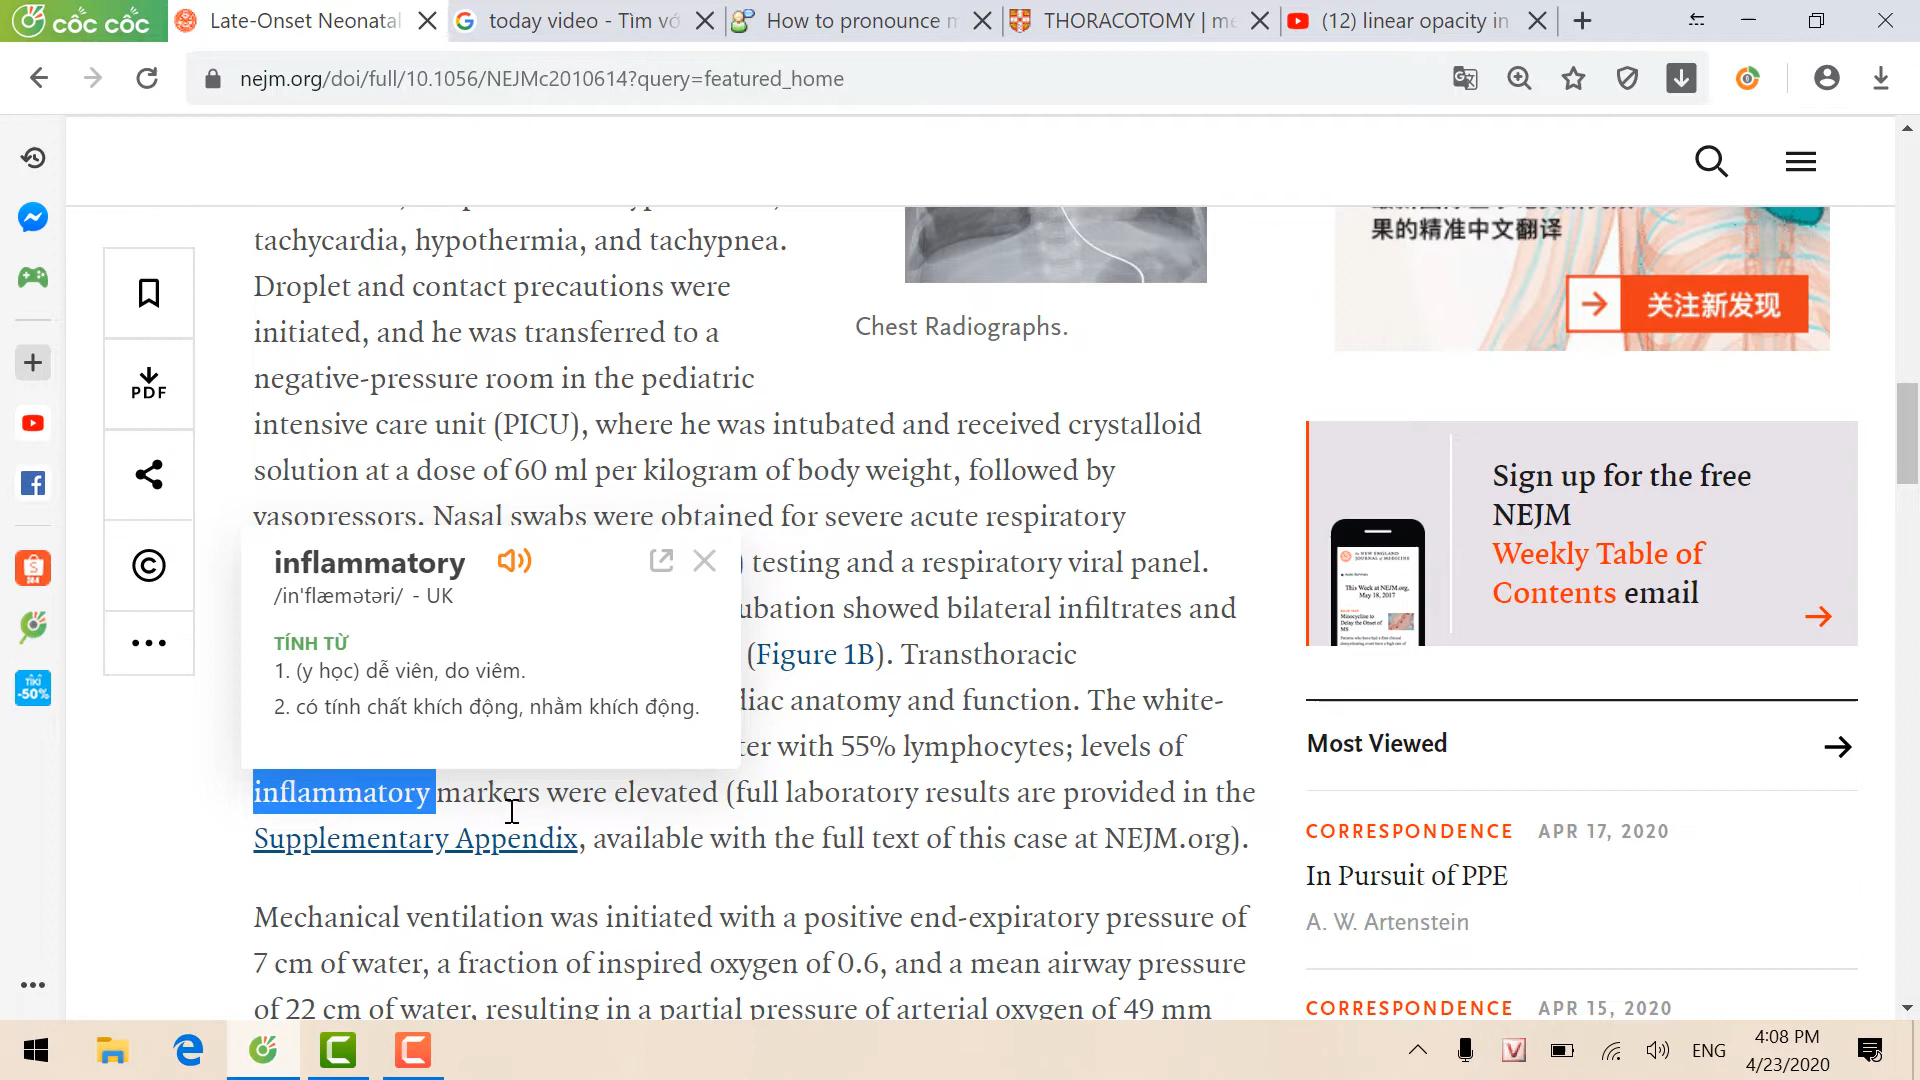 cốc cốc
Late-Onset Neonatal
today video - Tìm vớ
How to pronounce m
THORACOTOMY | me
(12) linear opacity in
nejm.org/doi/full/10.1056/NEJMc2010614?query=featured_home
tachycardia, hypothermia, and tachypnea.
Droplet and contact precautions were
initiated, and he was transferred to a
negative-pressure room in the pediatric
intensive care unit (PICU), where he was intubated and received crystalloid
solution at a dose of 60 ml per kilogram of body weight, followed by
vasopressors. Nasal swabs were obtained for severe acute respiratory
) testing and a respiratory viral panel.
ubation showed bilateral infiltrates and
(Figure 1B). Transthoracic
diac anatomy and function. The white-
ter with 55% lymphocytes; levels of
inflammatory markers were elevated (full laboratory results are provided in the
Supplementary Appendix, available with the full text of this case at NEJM.org).
Mechanical ventilation was initiated with a positive end-expiratory pressure of
7 cm of water, a fraction of inspired oxygen of 0.6, and a mean airway pressure
of 22 cm of water, resulting in a partial pressure of arterial oxygen of 49 mm
Chest Radiographs.
PDF
inflammatory
/in'flæmətəri/ - UK
TÍNH TỪ
1. (y học) dễ viên, do viêm.
2. có tính chất khích động, nhằm khích động.
果的精准中文翻译
关注新发现
Sign up for the free
NEJM
Weekly Table of
Contents email
This Week at NEJM.org,
May 18, 2017
Most Viewed
CORRESPONDENCE APR 17, 2020
In Pursuit of PPE
A. W. Artenstein
CORRESPONDENCE APR 15, 2020
TIKI
-50%
ENG
4:08 PM
4/23/2020